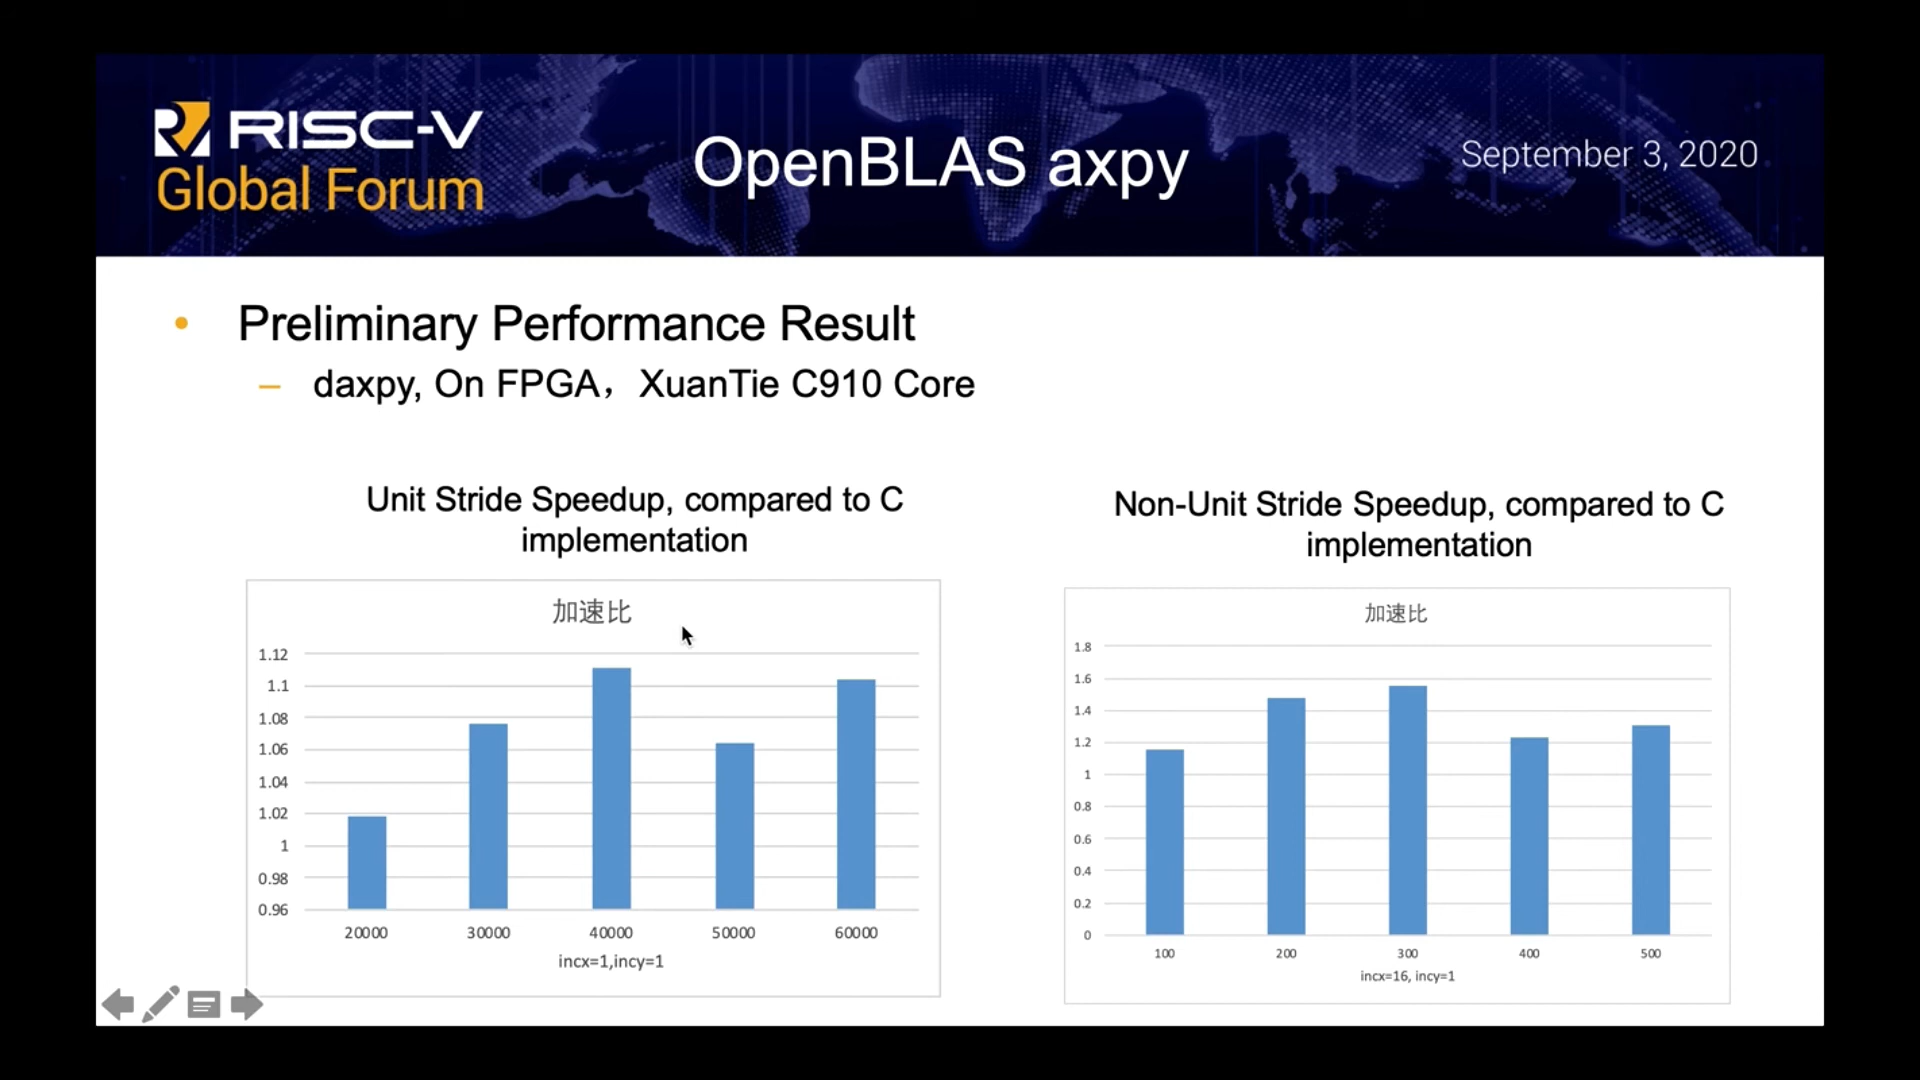 RISC-V
Global Forum
OpenBLAS axpy
September 3, 2020
• Preliminary Performance Result
– daxpy, On FPGA，XuanTie C910 Core
Unit Stride Speedup, compared to C
implementation
加速比
1.12
1.1
1.08
1.06
1.04
1.02
1
0.98
0.96
20000 30000 40000 50000 60000
incx=1,incy=1
Non-Unit Stride Speedup, compared to C
implementation
加速比
1.8
1.6
1.4
1.2
1
0.8
0.6
0.4
0.2
0
100 200 300 400 500
incx=16, incy=1